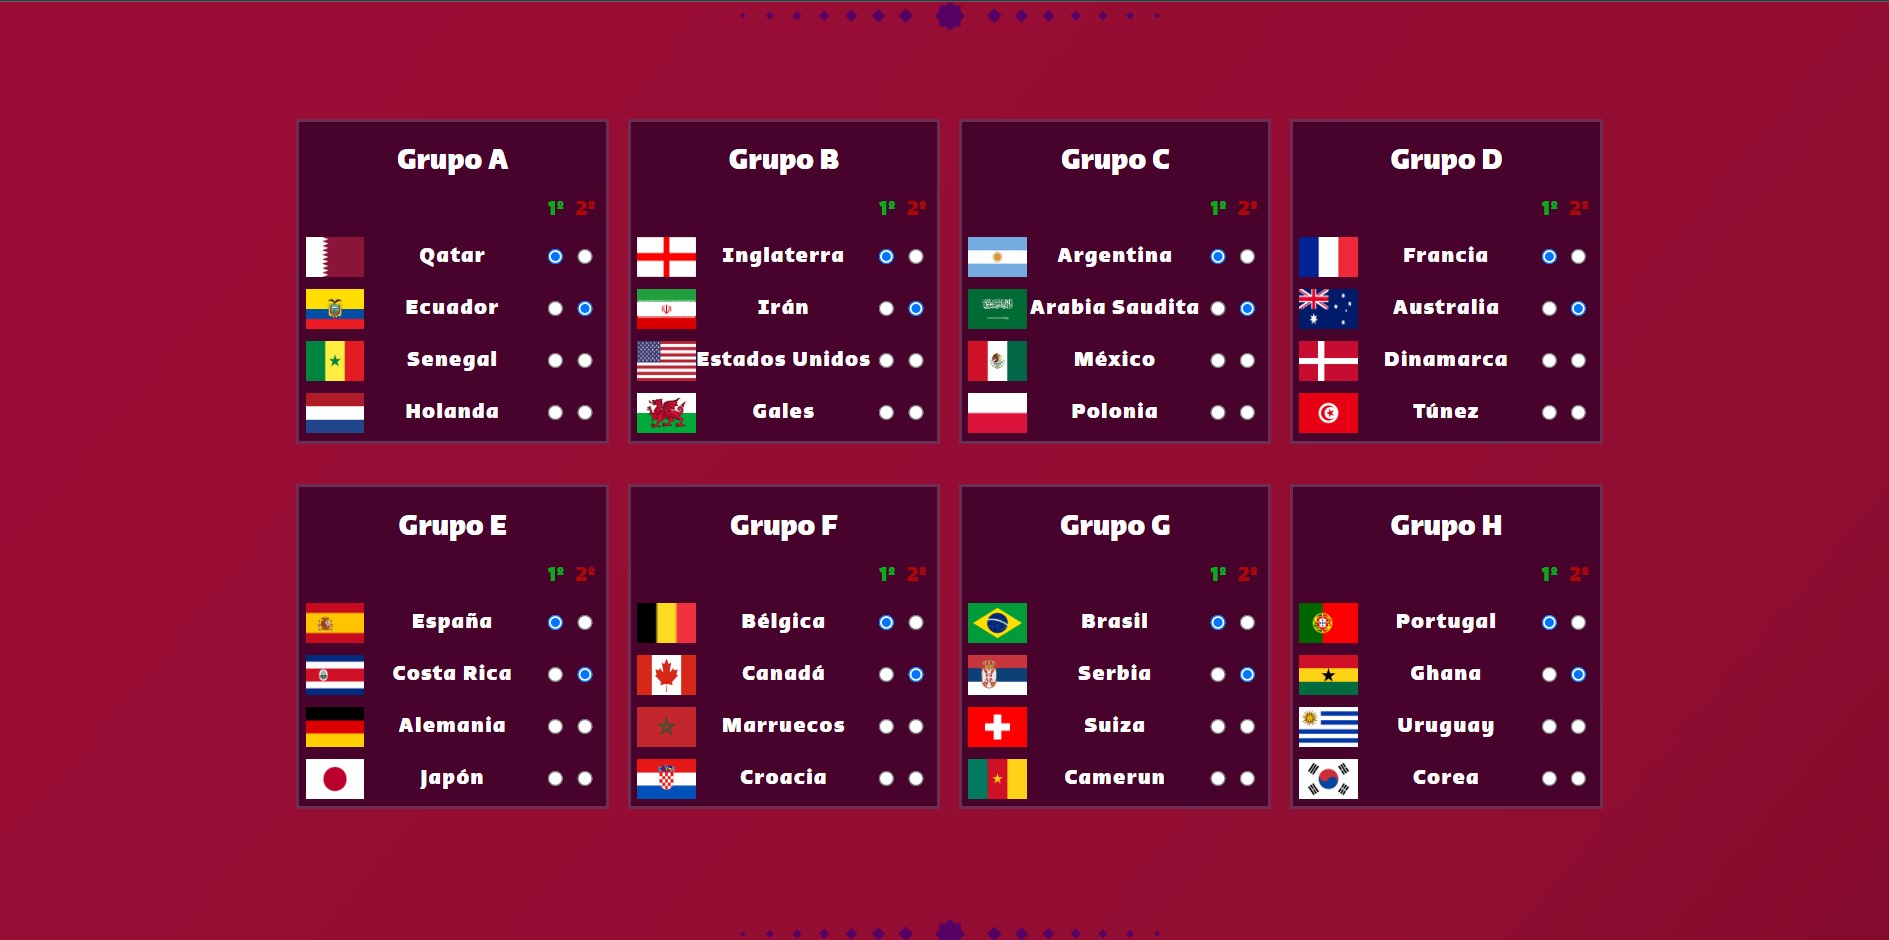 Grupo A
1º 2º
Qatar
Ecuador
Senegal
Holanda
Grupo B
1º 2º
Inglaterra
Irán
Estados Unidos
Gales
Grupo C
1º 2º
Argentina
Arabia Saudita
México
Polonia
Grupo D
1º 2º
Francia
Australia
Dinamarca
Túnez
Grupo E
1º 2º
España
Costa Rica
Alemania
Japón
Grupo F
1º 2º
Bélgica
Canadá
Marruecos
Croacia
Grupo G
1º 2º
Brasil
Serbia
Suiza
Camerun
Grupo H
1º 2º
Portugal
Ghana
Uruguay
Corea